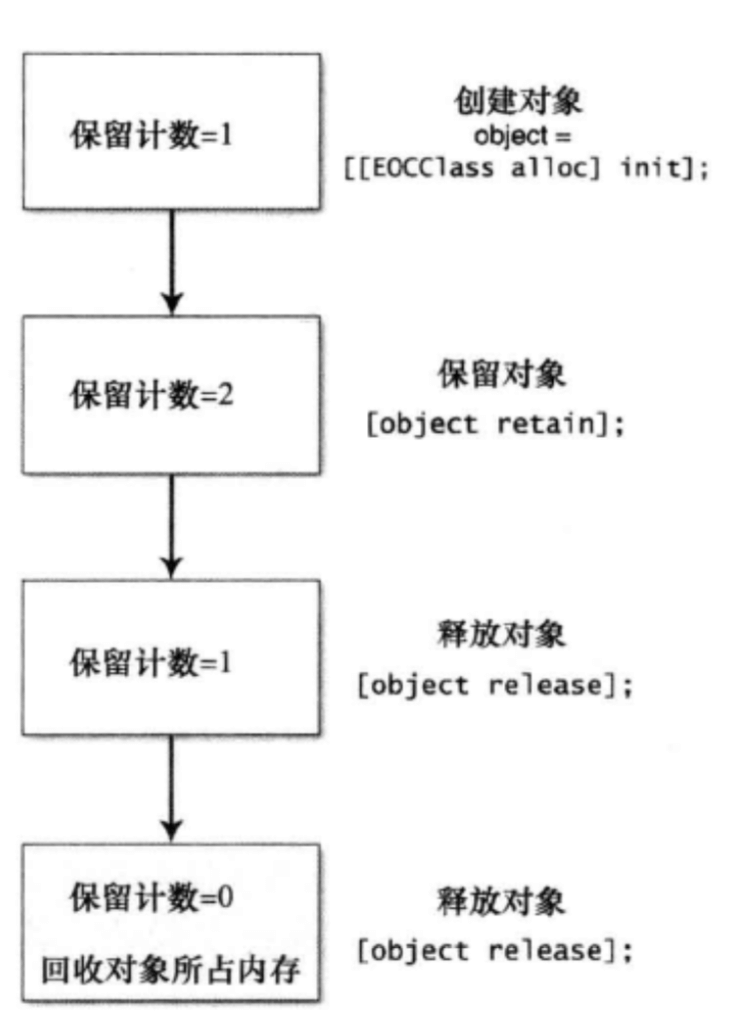 保留计数=1
创建对象
object =
[[EOCClass alloc] init];
保留计数=2
保留对象
[object retain];
保留计数=1
释放对象
[object release];
保留计数=0
回收对象所占内存
释放对象
[object release];